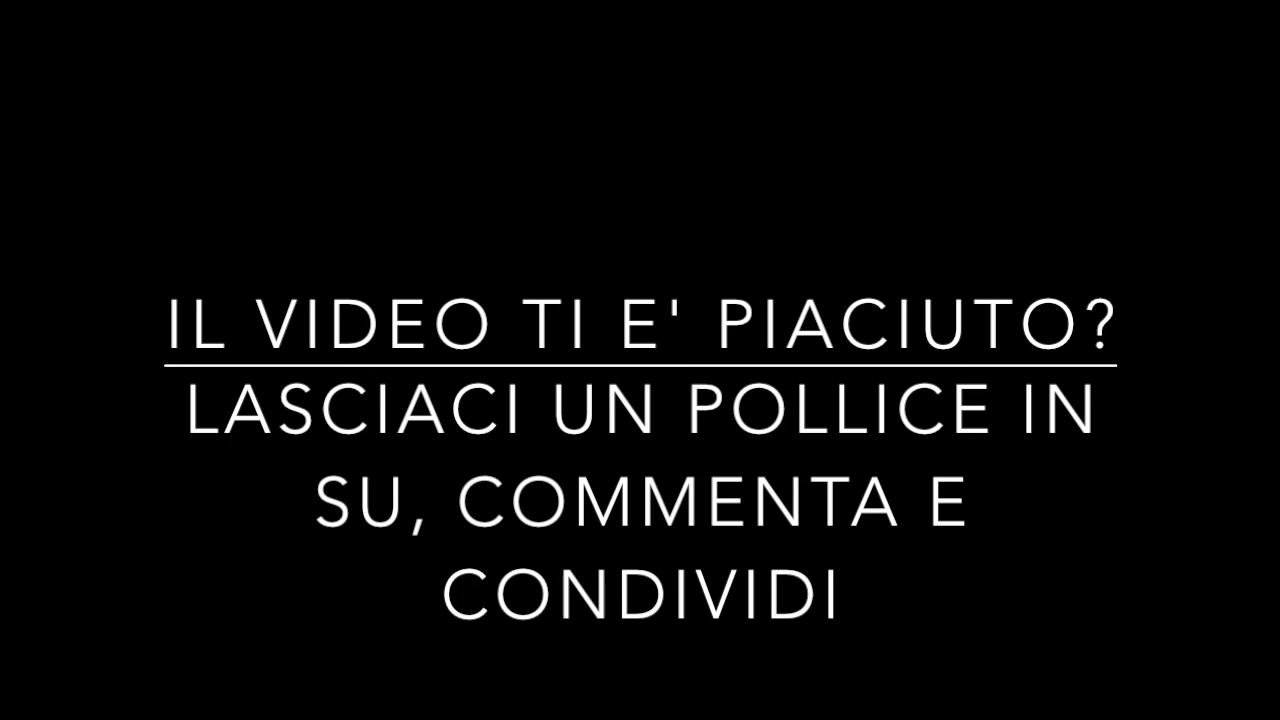 IL VIDEO TI E' PIACIUTO?
LASCIACI UN POLLICE IN
SU, COMMENTA E
CONDIVIDI